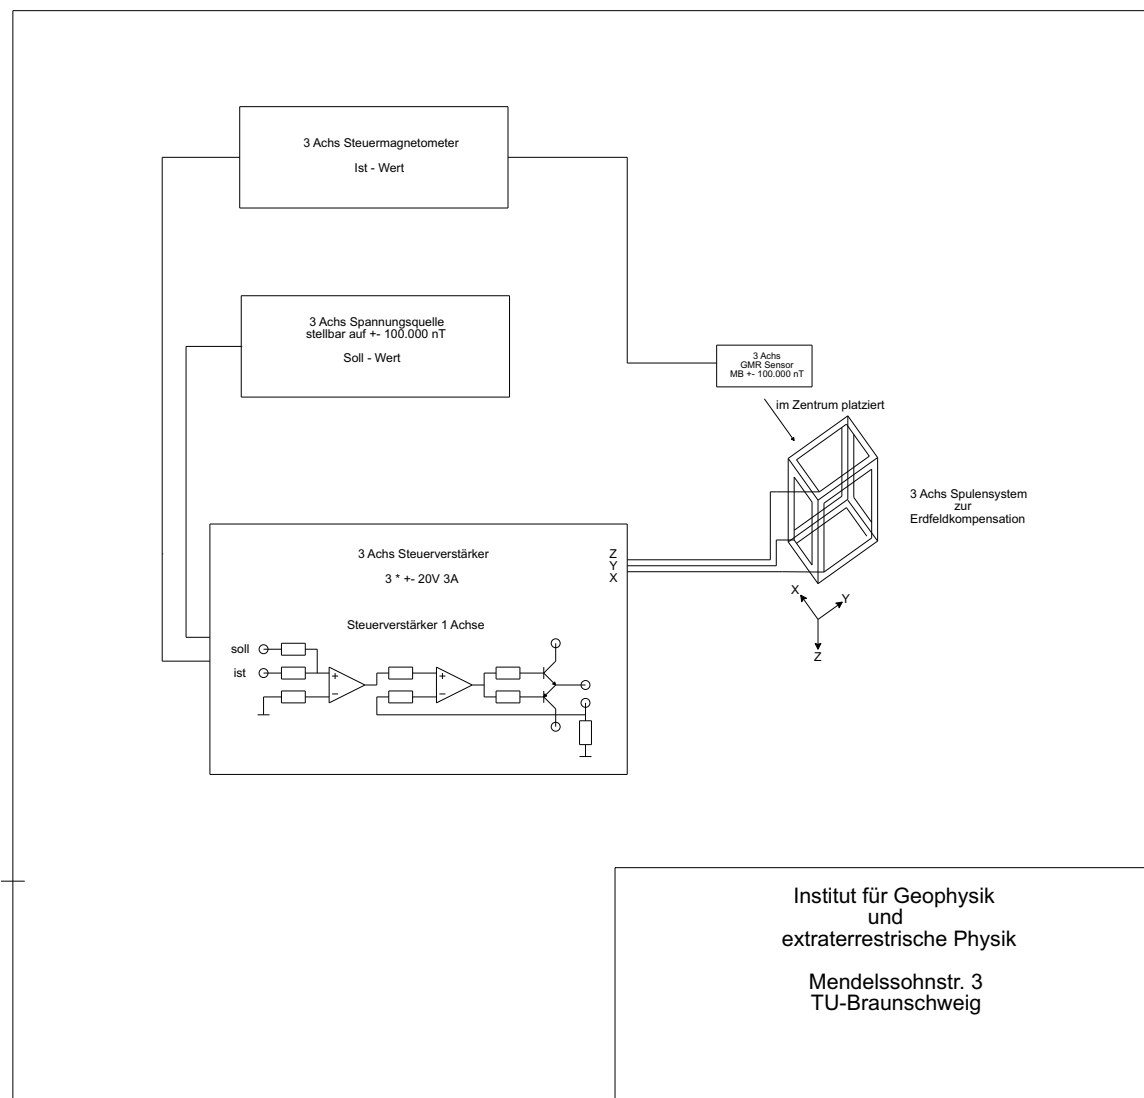 3 Achs Steuermagnetometer
Ist - Wert
3 Achs Spannungsquelle
stellbar auf +- 100.000 nT
Soll - Wert
3 Achs
GMR Sensor
MB +- 100.000 nT
im Zentrum platziert
3 Achs Spulensystem
zur
Erdfeldkompensation
3 Achs Steuerverstärker
3 * +- 20V 3A
Z
Y
X
Steuerverstärker 1 Achse
soll
ist
+
−
+
−
X
Y
Z
Institut für Geophysik
und
extraterrestrische Physik
Mendelssohnstr. 3
TU-Braunschweig